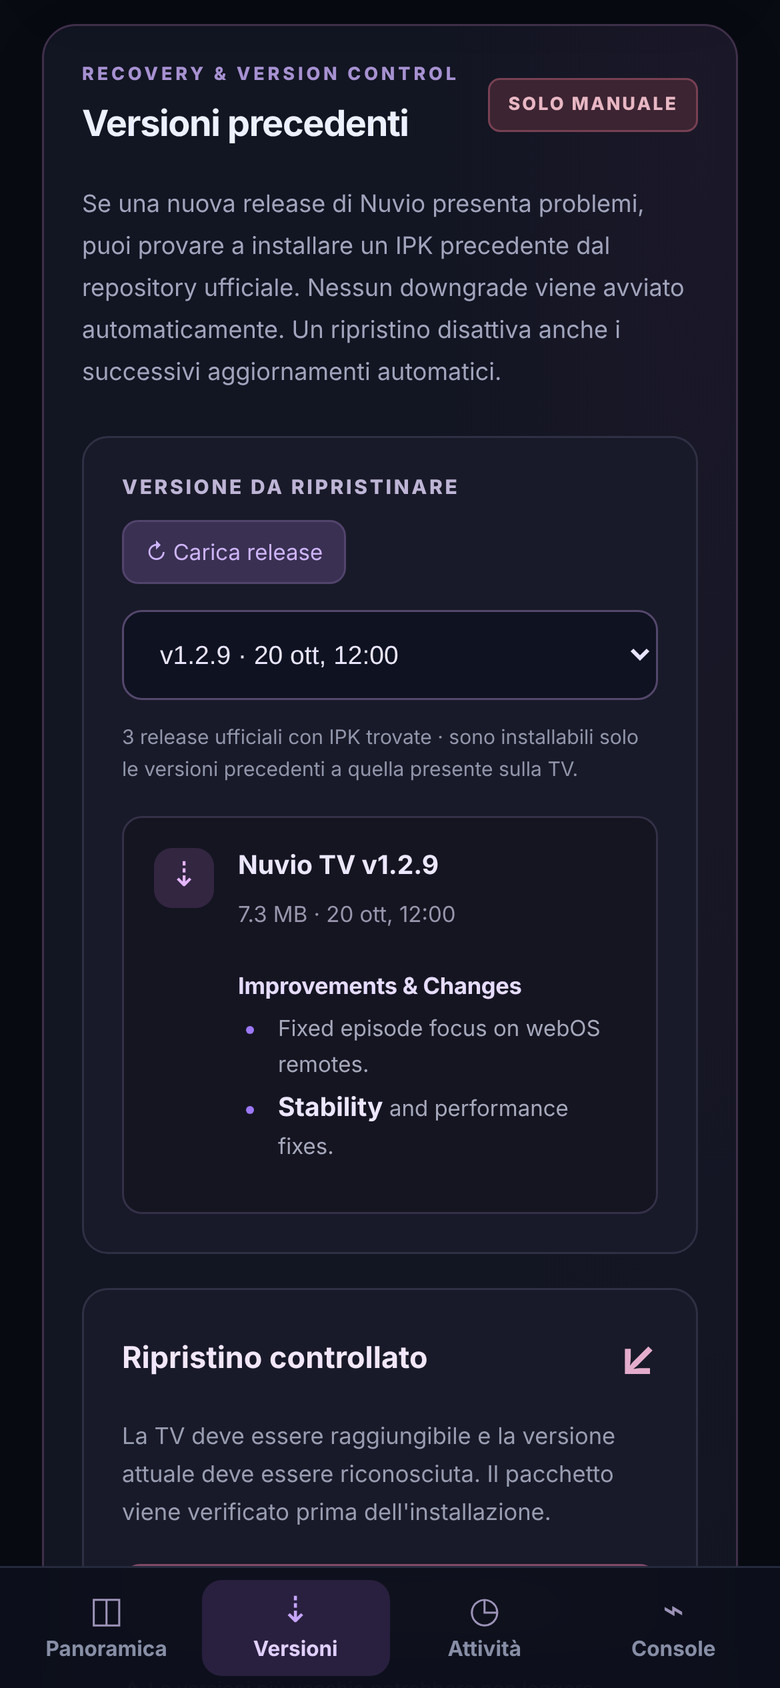 RECOVERY & VERSION CONTROL
Versioni precedenti
SOLO MANUALE
Se una nuova release di Nuvio presenta problemi,
puoi provare a installare un IPK precedente dal
repository ufficiale. Nessun downgrade viene avviato
automaticamente. Un ripristino disattiva anche i
successivi aggiornamenti automatici.
VERSIONE DA RIPRISTINARE
↻ Carica release
v1.2.9 · 20 ott, 12:00
3 release ufficiali con IPK trovate · sono installabili solo
le versioni precedenti a quella presente sulla TV.
Nuvio TV v1.2.9
7.3 MB · 20 ott, 12:00
Improvements & Changes
• Fixed episode focus on webOS
remotes.
• Stability and performance
fixes.
Ripristino controllato
La TV deve essere raggiungibile e la versione
attuale deve essere riconosciuta. Il pacchetto
viene verificato prima dell'installazione.
Panoramica
Versioni
Attività
Console